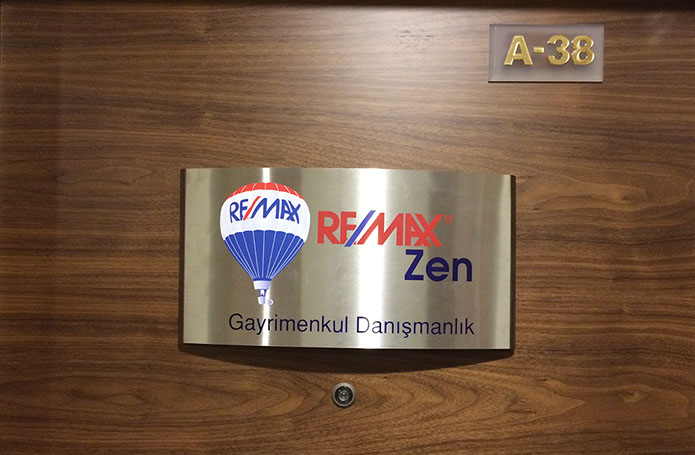 A-38
RE/MAX
RE/MAX®
Zen
Gayrimenkul Danışmanlık